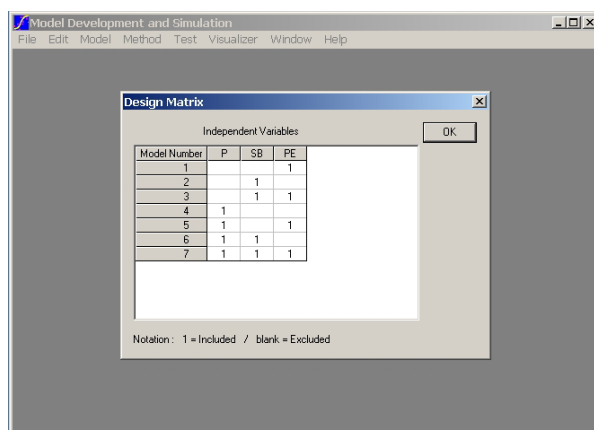 Model Development and Simulation
File Edit Model Method Test Visualizer Window Help
Design Matrix
Independent Variables
OK
Model Number P SB PE
1 1
2 1
3 1 1
4 1
5 1 1
6 1 1
7 1 1 1
Notation : 1 = Included / blank = Excluded